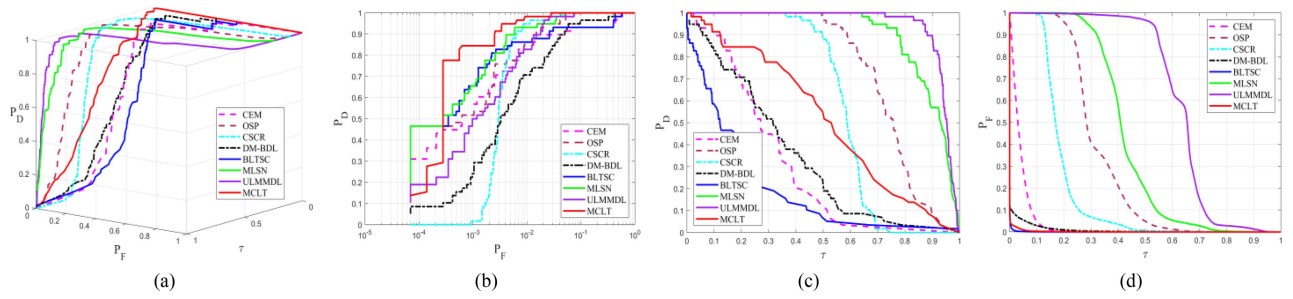 1
0.8
P_D
0.6
0.4
0.2
0
0.2
0.4
P_F
0.6
0.8
1
1
τ
0.5
0
CEM
OSP
CSCR
DM-BDL
BLTSC
MLSN
ULMMDL
MCLT
(a)
1
0.9
0.8
0.7
0.6
P_D
0.5
0.4
0.3
0.2
0.1
0
10^-5
10^-4
10^-3
10^-2
10^-1
10^0
P_F
CEM
OSP
CSCR
DM-BDL
BLTSC
MLSN
ULMMDL
MCLT
(b)
1
0.9
0.8
0.7
0.6
P_D
0.5
0.4
0.3
0.2
0.1
0
0 0.1 0.2 0.3 0.4 0.5 0.6 0.7 0.8 0.9 1
τ
CEM
OSP
CSCR
DM-BDL
BLTSC
MLSN
ULMMDL
MCLT
(c)
1
0.9
0.8
0.7
0.6
P_F
0.5
0.4
0.3
0.2
0.1
0
0 0.1 0.2 0.3 0.4 0.5 0.6 0.7 0.8 0.9 1
τ
CEM
OSP
CSCR
DM-BDL
BLTSC
MLSN
ULMMDL
MCLT
(d)